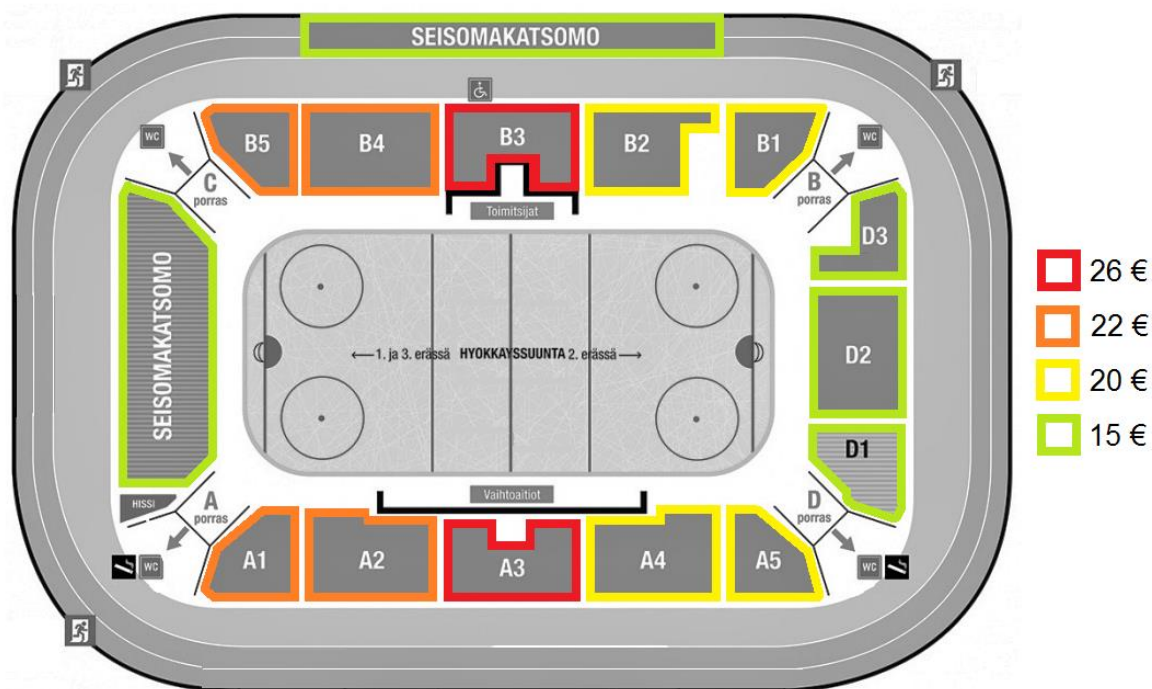 SEISOMAKATSOMO
WC
B5
B4
B3
B2
B1
WC
C
porras
B
porras
Toimitsijat
SEISOMAKATSOMO
D3
26 €
22 €
20 €
15 €
←1. ja 3. erässä HYÖKKÄYSSUUNTA 2. erässä→
D2
D1
HISSI
A
porras
Vaihtoaitiot
D
porras
A1
A2
A3
A4
A5
WC
WC